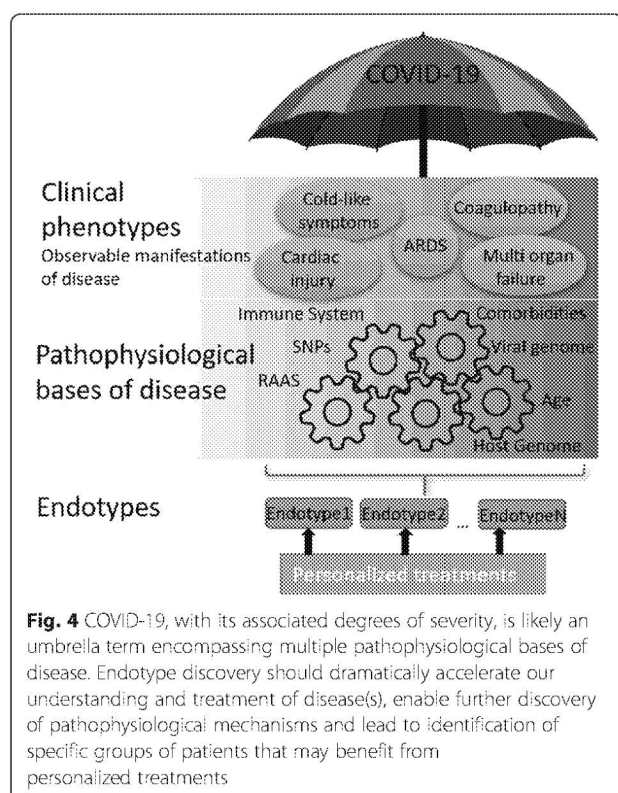 COVID-19
Clinical
phenotypes
Observable manifestations
of disease
Cold-like
symptoms
Coagulopathy
ARDS
Cardiac
injury
Multi organ
failure
Pathophysiological
bases of disease
Immune System
Comorbidities
SNPs
Viral genome
RAAS
Age
Host Genome
Endotypes
Endotype1
Endotype2
...
EndotypeN
Personalized treatments
Fig. 4 COVID-19, with its associated degrees of severity, is likely an
umbrella term encompassing multiple pathophysiological bases of
disease. Endotype discovery should dramatically accelerate our
understanding and treatment of disease(s), enable further discovery
of pathophysiological mechanisms and lead to identification of
specific groups of patients that may benefit from
personalized treatments